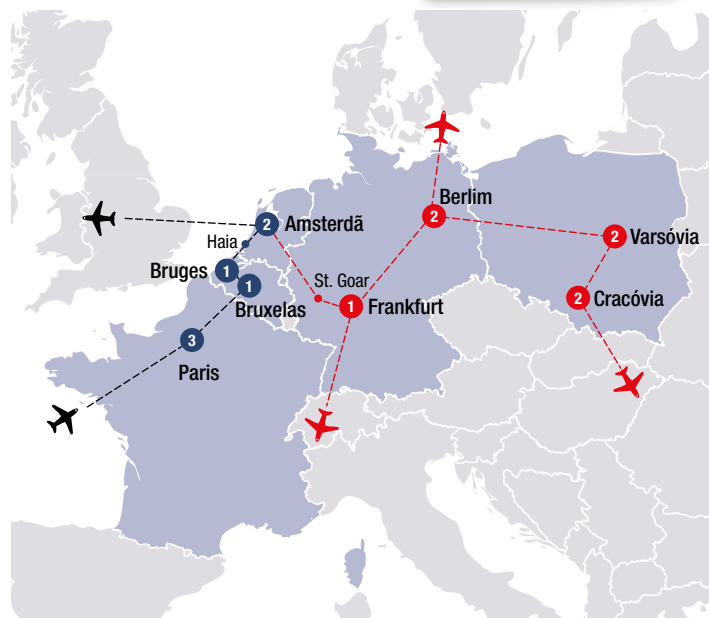 Berlim
2
2
Amsterdã
2
Varsóvia
Haia
Bruges
1
St. Goar
1
Bruxelas
2
Cracóvia
1
Frankfurt
3
Paris